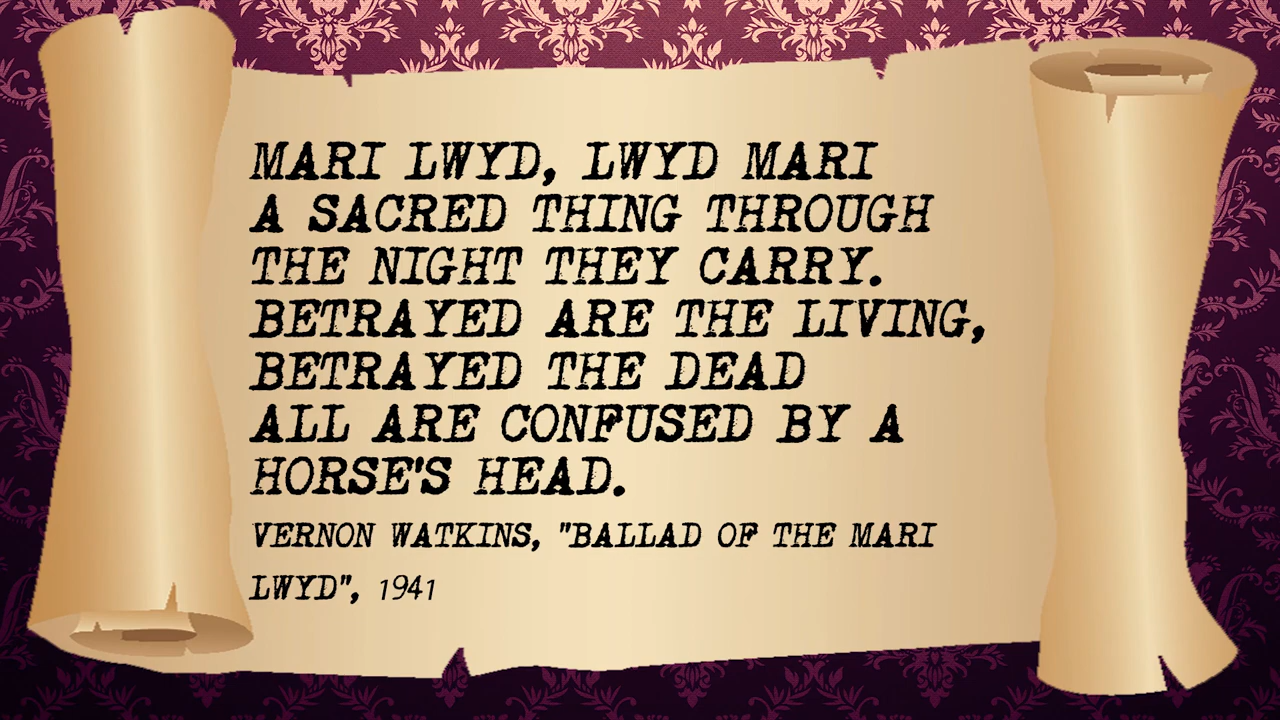 MARI LWYD, LWYD MARI
A SACRED THING THROUGH
THE NIGHT THEY CARRY.
BETRAYED ARE THE LIVING,
BETRAYED THE DEAD
ALL ARE CONFUSED BY A
HORSE'S HEAD.
VERNON WATKINS, "BALLAD OF THE MARI
LWYD", 1941